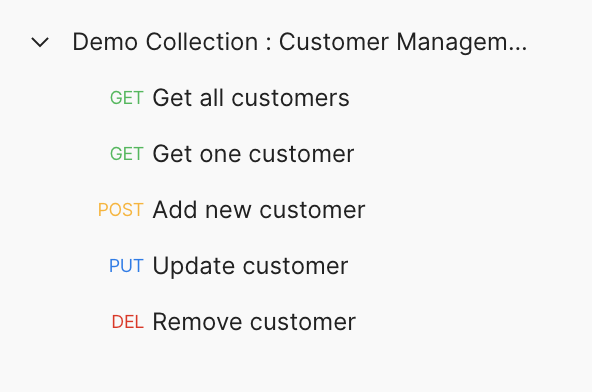 Demo Collection : Customer Managem...
GET Get all customers
GET Get one customer
POST Add new customer
PUT Update customer
DEL Remove customer